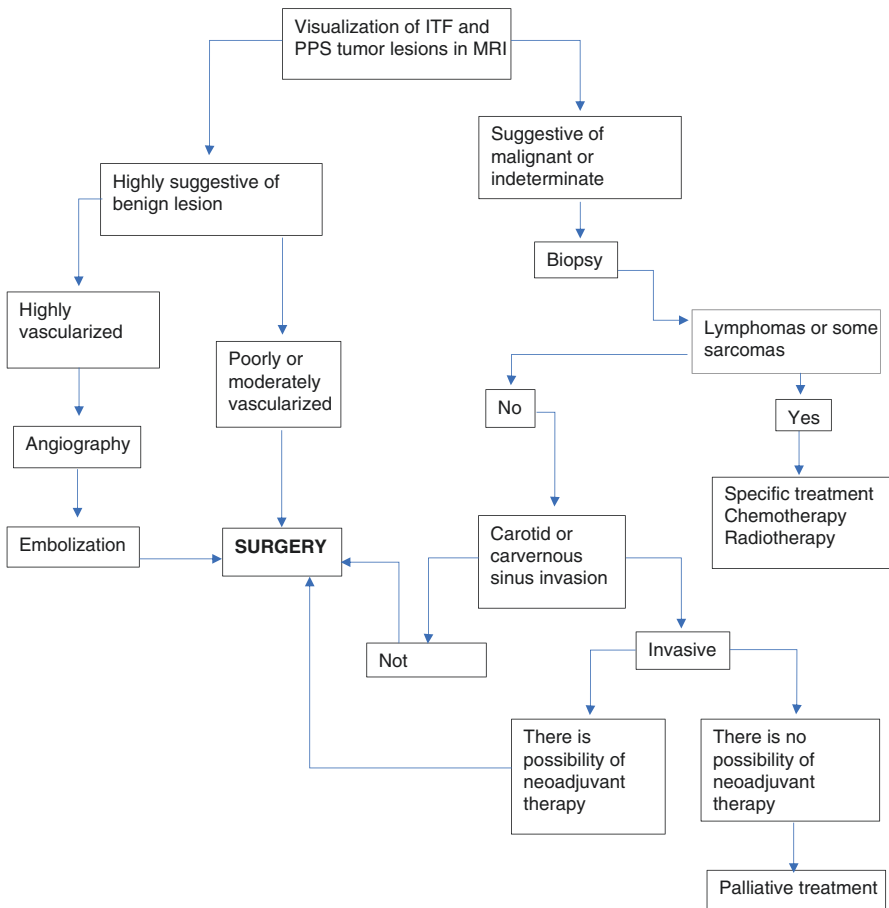 Visualization of ITF and
PPS tumor lesions in MRI
Suggestive of
malignant or
indeterminate
Highly suggestive of
benign lesion
Biopsy
Highly
vascularized
Lymphomas or some
sarcomas
Poorly or
moderately
vascularized
No
Yes
Angiography
Specific treatment
Chemotherapy
Radiotherapy
Embolization
SURGERY
Carotid or
carvernous
sinus invasion
Not
Invasive
There is
possibility of
neoadjuvant
therapy
There is no
possibility of
neoadjuvant
therapy
Palliative treatment